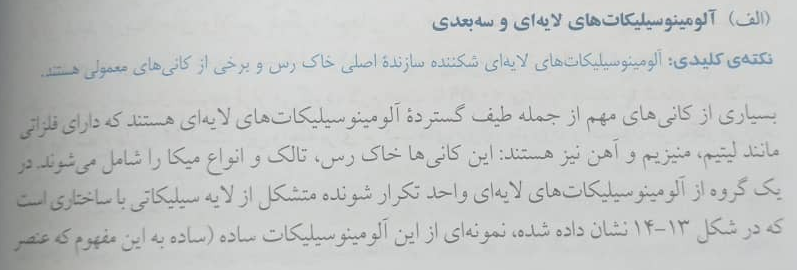 (الف) آلومینوسیلیکات‌های لایه‌ای و سه‌بعدی
نکته‌ی کلیدی: آلومینوسیلیکات‌های لایه‌ای شکننده سازندهٔ اصلی خاک رس و برخی از کانی‌های معمولی هستند.
بسیاری از کانی‌های مهم از جمله طیف گستردهٔ آلومینوسیلیکات‌های لایه‌ای هستند که دارای فلزاتی
مانند لیتیم، منیزیم و آهن نیز هستند: این کانی‌ها خاک رس، تالک و انواع میکا را شامل می‌شوند. در
یک گروه از آلومینوسیلیکات‌های لایه‌ای واحد تکرار شونده متشکل از لایه سیلیکاتی با ساختاری است
که در شکل ۱۳-۱۴ نشان داده شده، نمونه‌ای از این آلومینوسیلیکات ساده (ساده به این مفهوم که عنصر